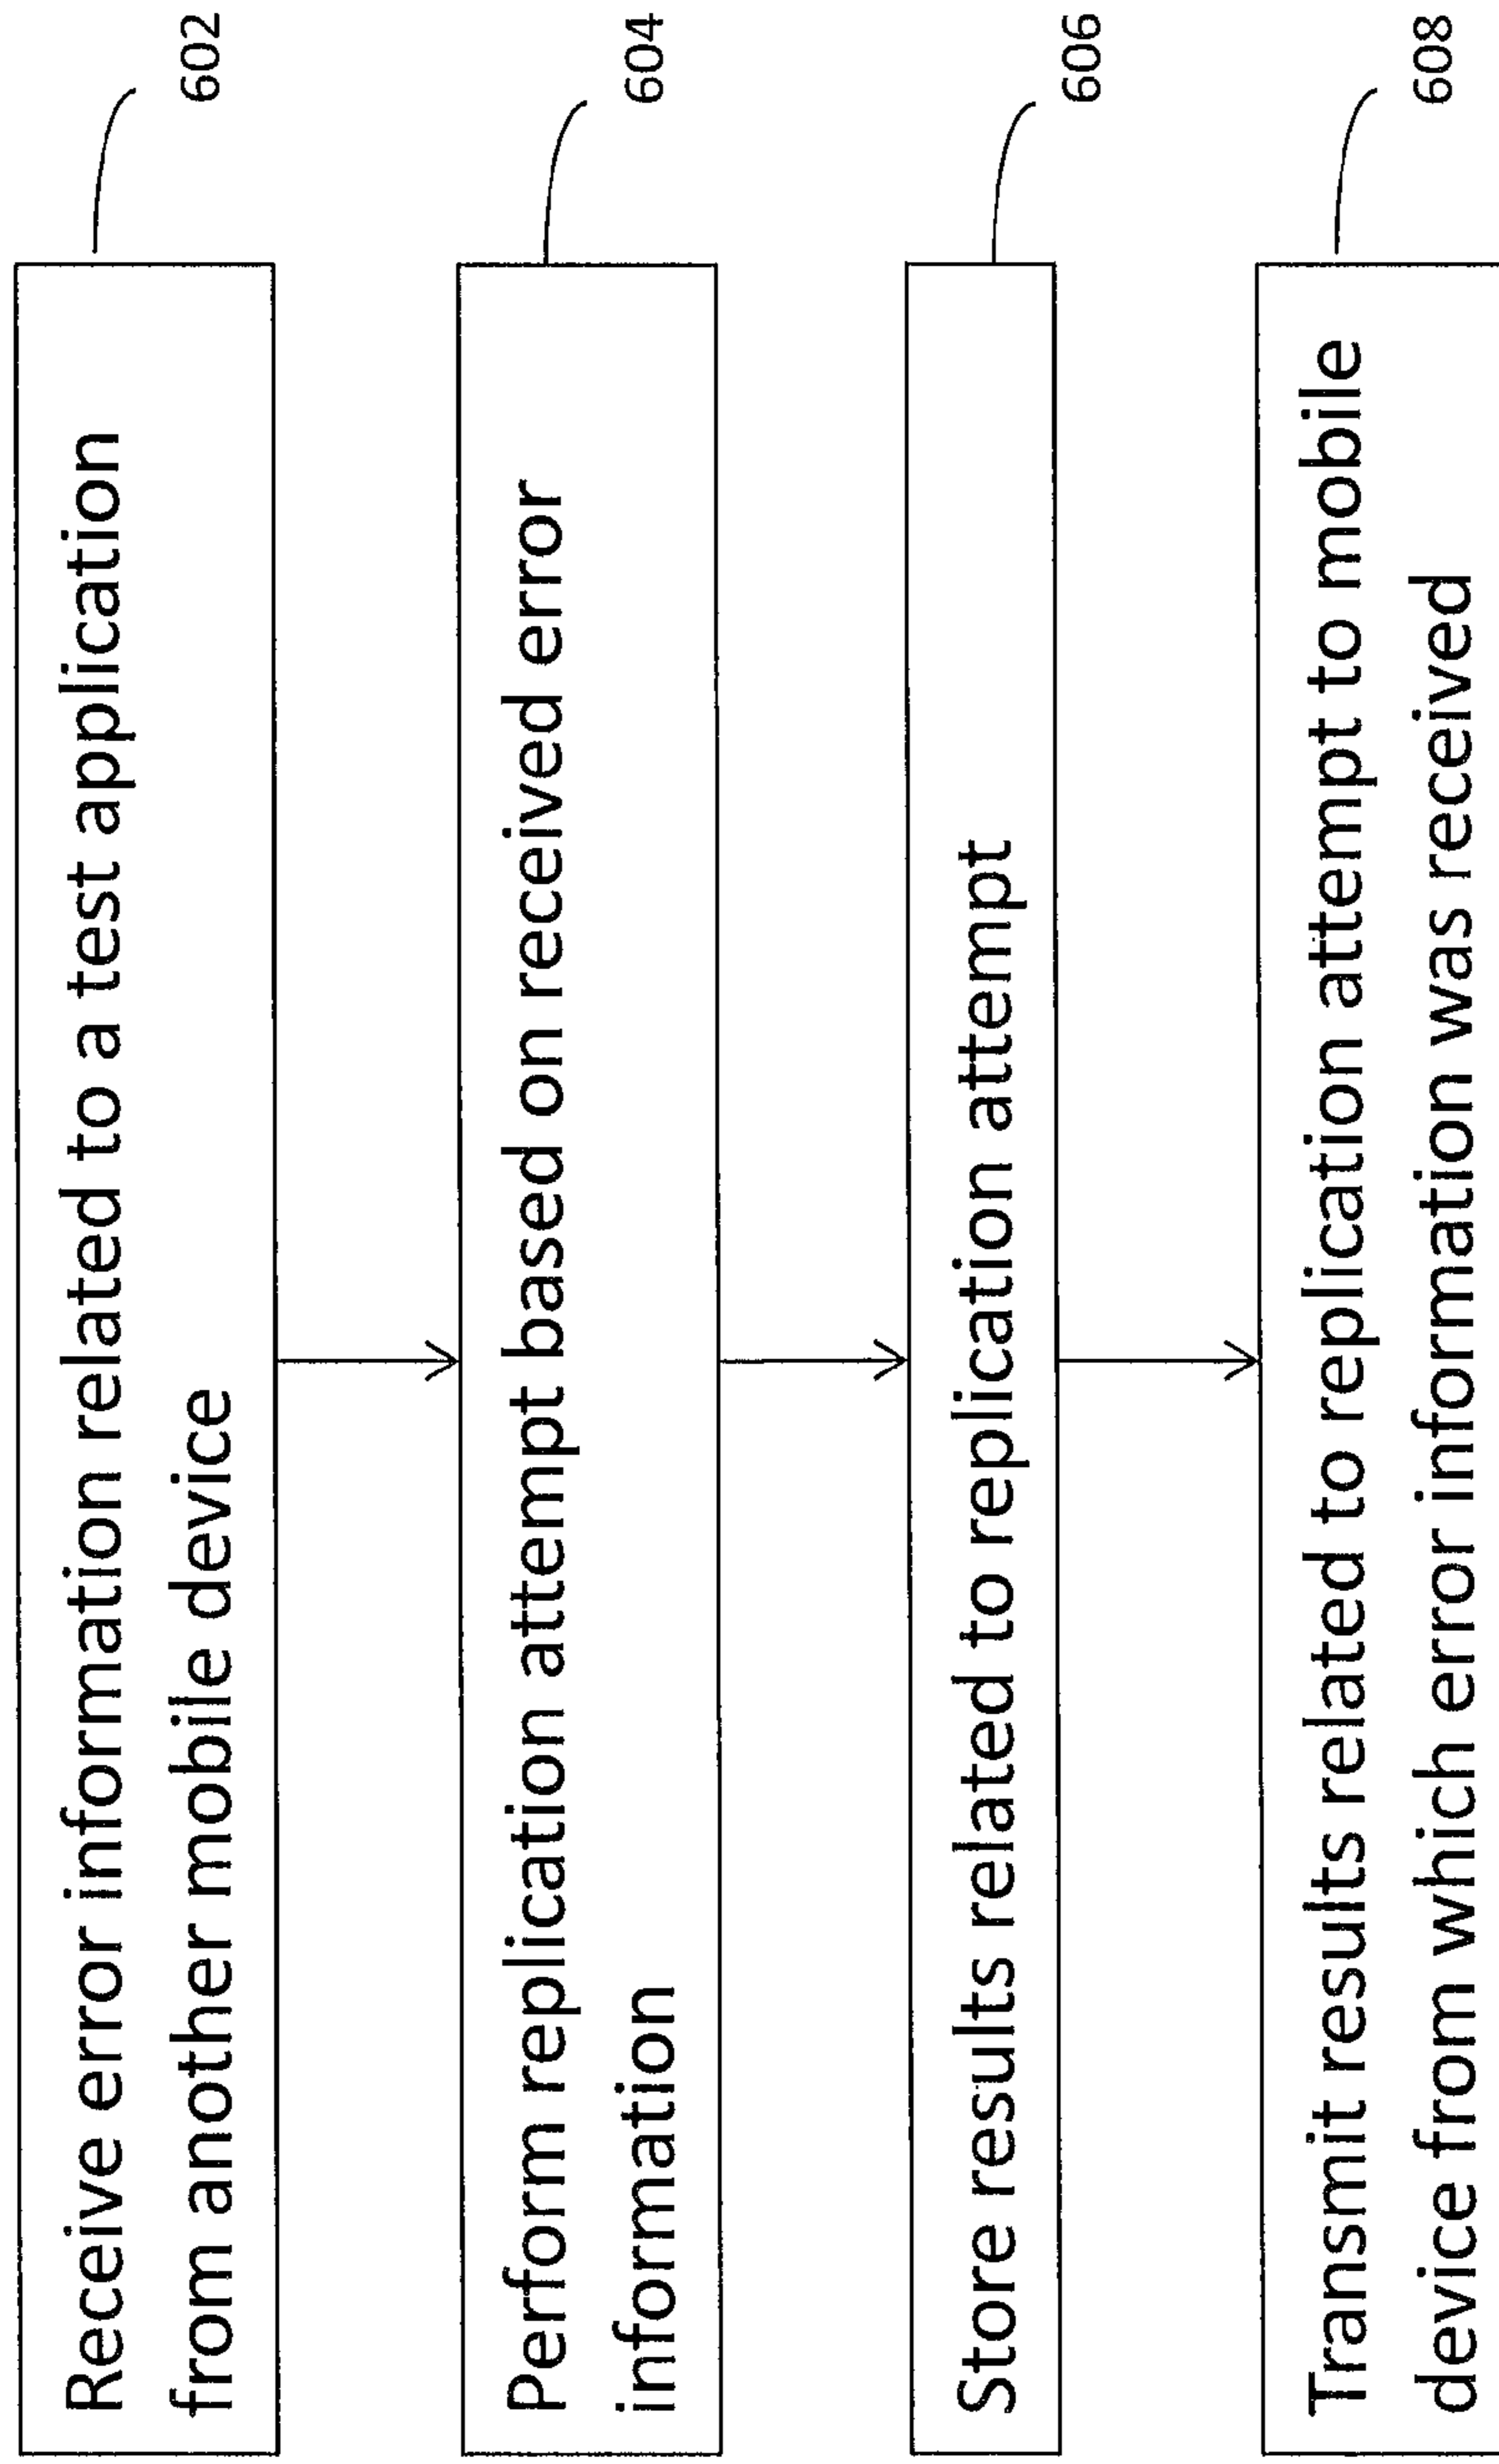 602
Receive error information related to a test application
from another mobile device
604
Perform replication attempt based on received error
information
606
Store results related to replication attempt
608
Transmit results related to replication attempt to mobile
device from which error information was received